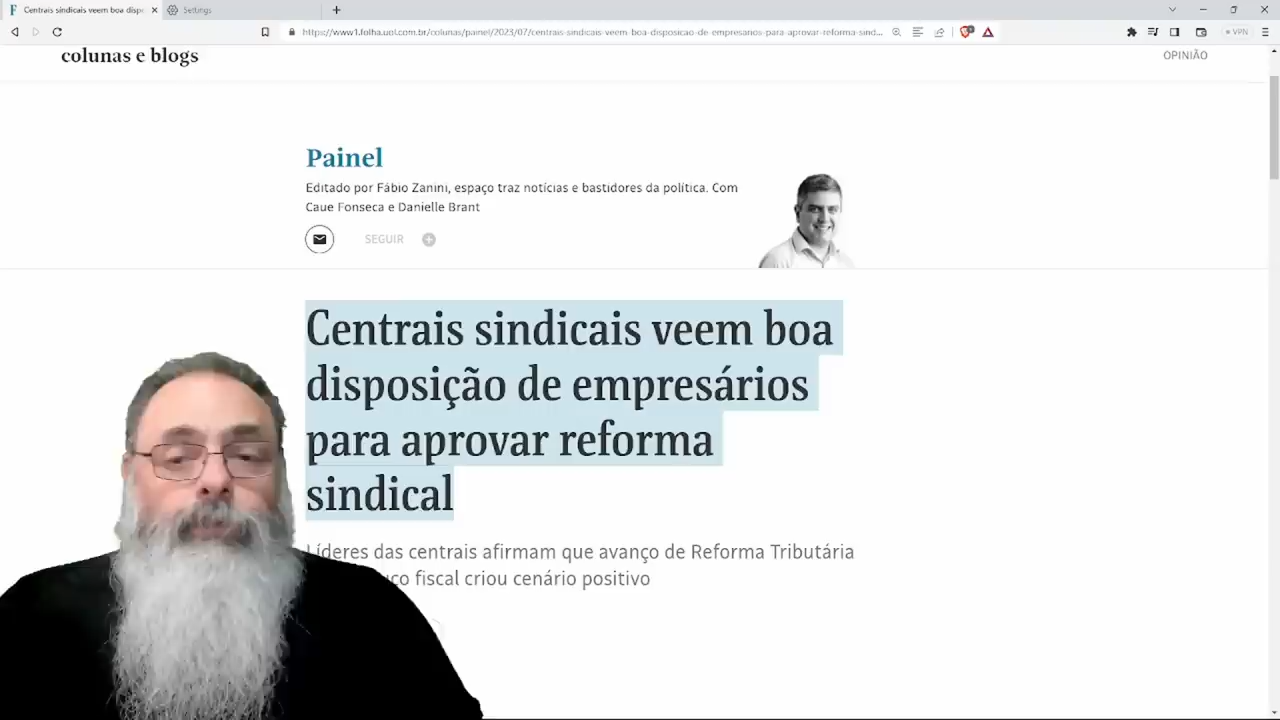 Centrais sindicais veem boa disp
Settings
https://www1.folha.uol.com.br/colunas/painel/2023/07/centrais-sindicais-veem-boa-disposicao-de-empresarios-para-aprovar-reforma-sind...
VPN
colunas e blogs
OPINIÃO
Painel
Editado por Fábio Zanini, espaço traz notícias e bastidores da política. Com
Caue Fonseca e Danielle Brant
SEGUIR
Centrais sindicais veem boa
disposição de empresários
para aprovar reforma
sindical
Líderes das centrais afirmam que avanço de Reforma Tributária
fiscal criou cenário positivo